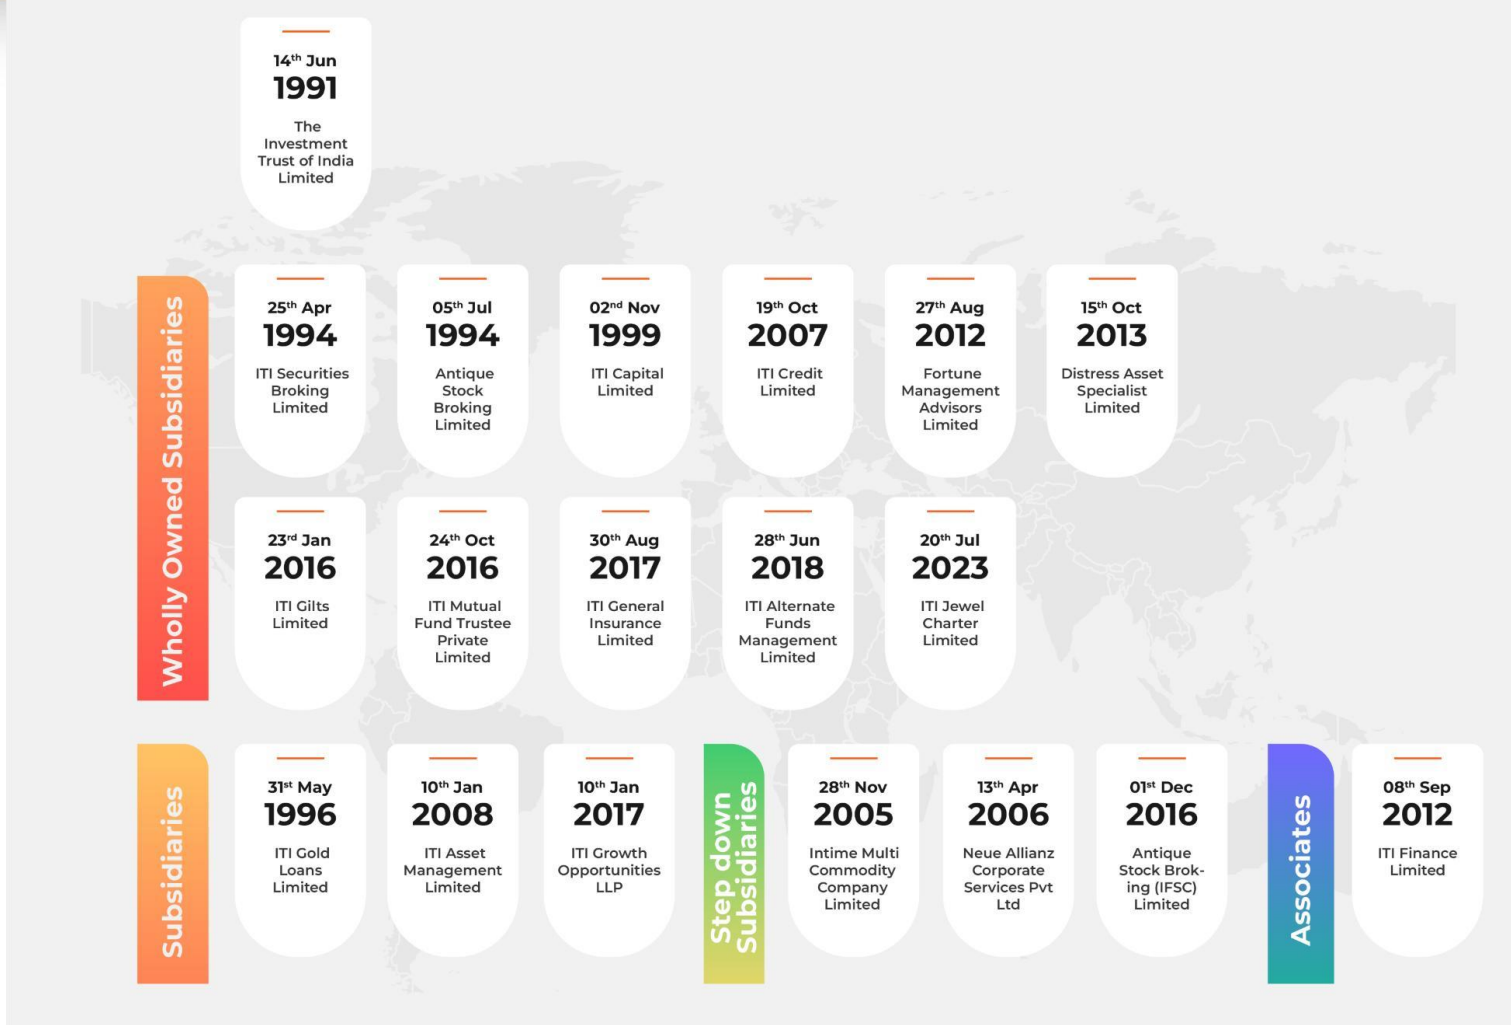 14th Jun
1991
The
Investment
Trust of India
Limited
Wholly Owned Subsidiaries
25th Apr
1994
ITI Securities
Broking
Limited
05th Jul
1994
Antique
Stock
Broking
Limited
02nd Nov
1999
ITI Capital
Limited
19th Oct
2007
ITI Credit
Limited
27th Aug
2012
Fortune
Management
Advisors
Limited
15th Oct
2013
Distress Asset
Specialist
Limited
23rd Jan
2016
ITI Gilts
Limited
24th Oct
2016
ITI Mutual
Fund Trustee
Private
Limited
30th Aug
2017
ITI General
Insurance
Limited
28th Jun
2018
ITI Alternate
Funds
Management
Limited
20th Jul
2023
ITI Jewel
Charter
Limited
Subsidiaries
31st May
1996
ITI Gold
Loans
Limited
10th Jan
2008
ITI Asset
Management
Limited
10th Jan
2017
ITI Growth
Opportunities
LLP
Step down
Subsidiaries
28th Nov
2005
Intime Multi
Commodity
Company
Limited
13th Apr
2006
Neue Allianz
Corporate
Services Pvt
Ltd
01st Dec
2016
Antique
Stock Brok-
ing (IFSC)
Limited
Associates
08th Sep
2012
ITI Finance
Limited